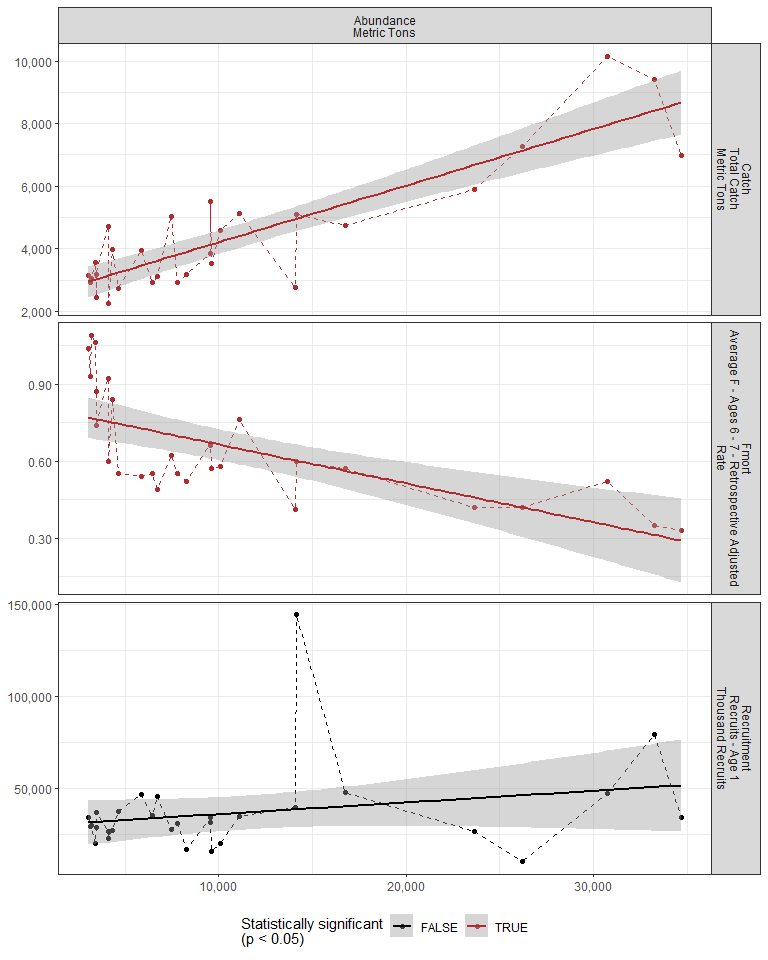 Abundance
Metric Tons
10,000
8,000
6,000
4,000
2,000
Catch
Total Catch
Metric Tons
0.90
0.60
0.30
Fmort
Average F - Ages 6 - 7 - Retrospective Adjusted
Rate
150,000
100,000
50,000
Recruitment
Recruits - Age 1
Thousand Recruits
10,000
20,000
30,000
Statistically significant
(p < 0.05)
FALSE
TRUE